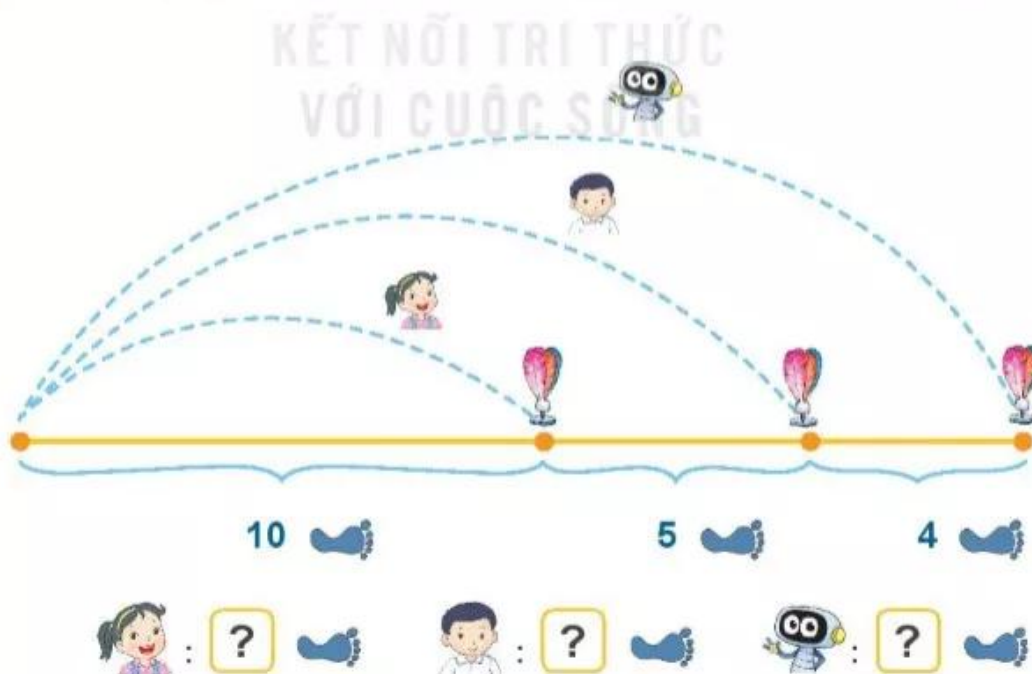 KẾT NỐI TRI THỨC
VỚI CUỘC SỐNG
10 5 4
: ? : ? : ?